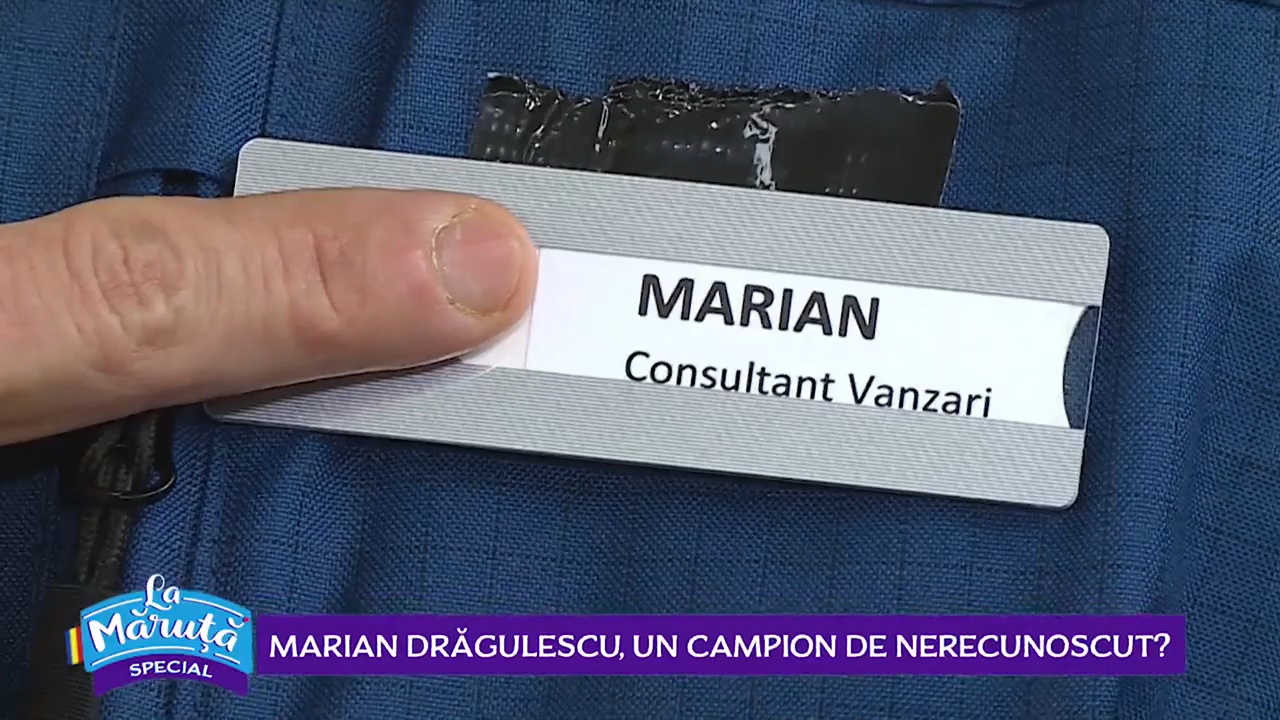 MARIAN
Consultant Vanzari
La
Măruță
SPECIAL
MARIAN DRĂGULESCU, UN CAMPION DE NERECUNOSCUT?